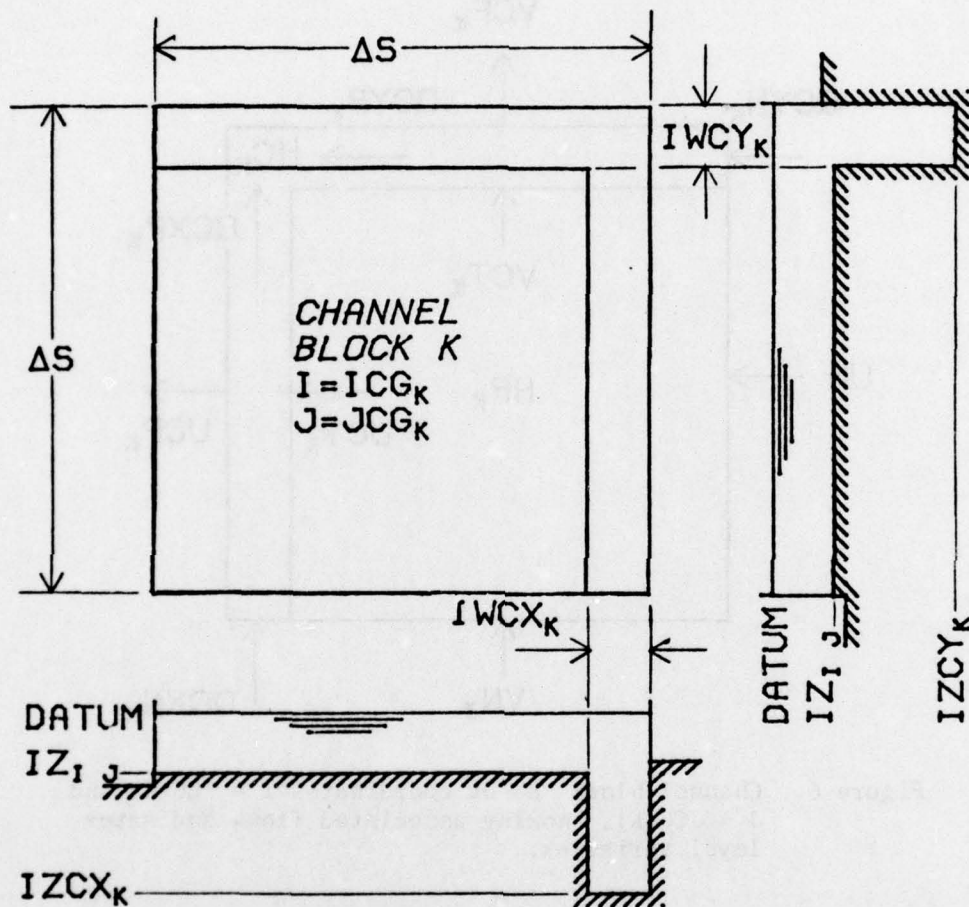 ΔS
IWCY_K
CHANNEL
BLOCK K
I=ICG_K
J=JCG_K
ΔS
IWCX_K
DATUM
IZ_I J
IZCX_K
DATUM
IZ_I J
IZCY_K